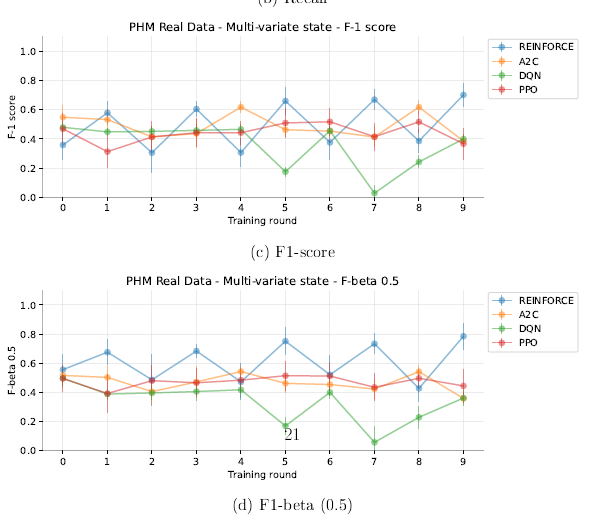 (b) Recall
PHM Real Data - Multi-variate state - F-1 score
REINFORCE
A2C
DQN
PPO
F-1 score
1.0
0.8
0.6
0.4
0.2
0.0
0 1 2 3 4 5 6 7 8 9
Training round
(c) F1-score
PHM Real Data - Multi-variate state - F-beta 0.5
REINFORCE
A2C
DQN
PPO
F-beta 0.5
1.0
0.8
0.6
0.4
0.2
0.0
21
0 1 2 3 4 5 6 7 8 9
Training round
(d) F1-beta (0.5)